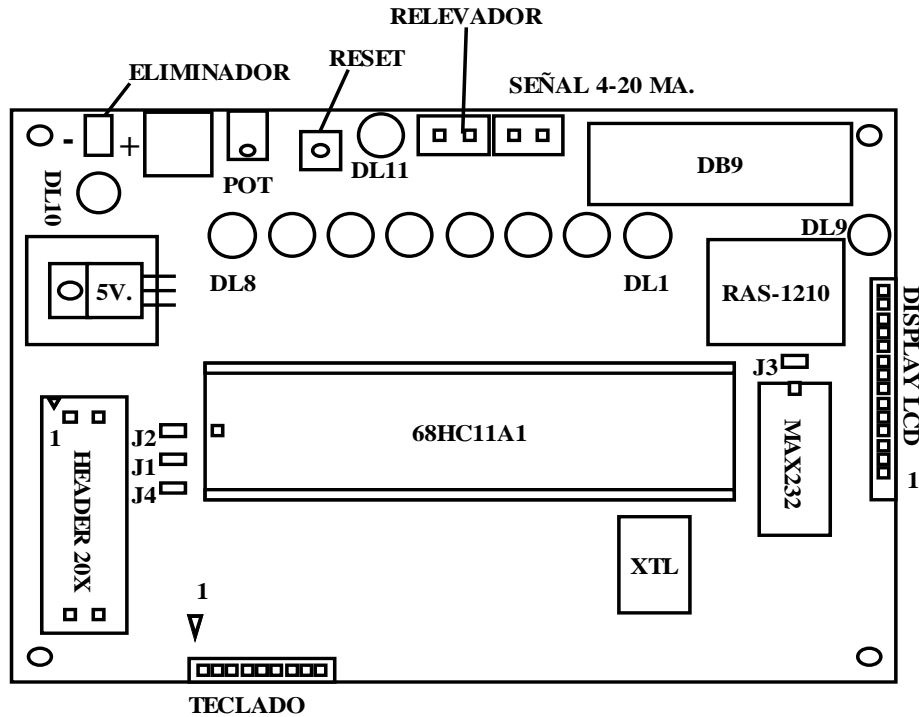 RELEVADOR
ELIMINADOR
RESET
SEÑAL 4-20 MA.
- +
POT
DL11
DB9
DL10
DL8
DL1
DL9
5V.
RAS-1210
DISPLAY LCD
J3
1
J2
68HC11A1
J1
J4
HEADER 20X
MAX232
1
XTL
1
TECLADO